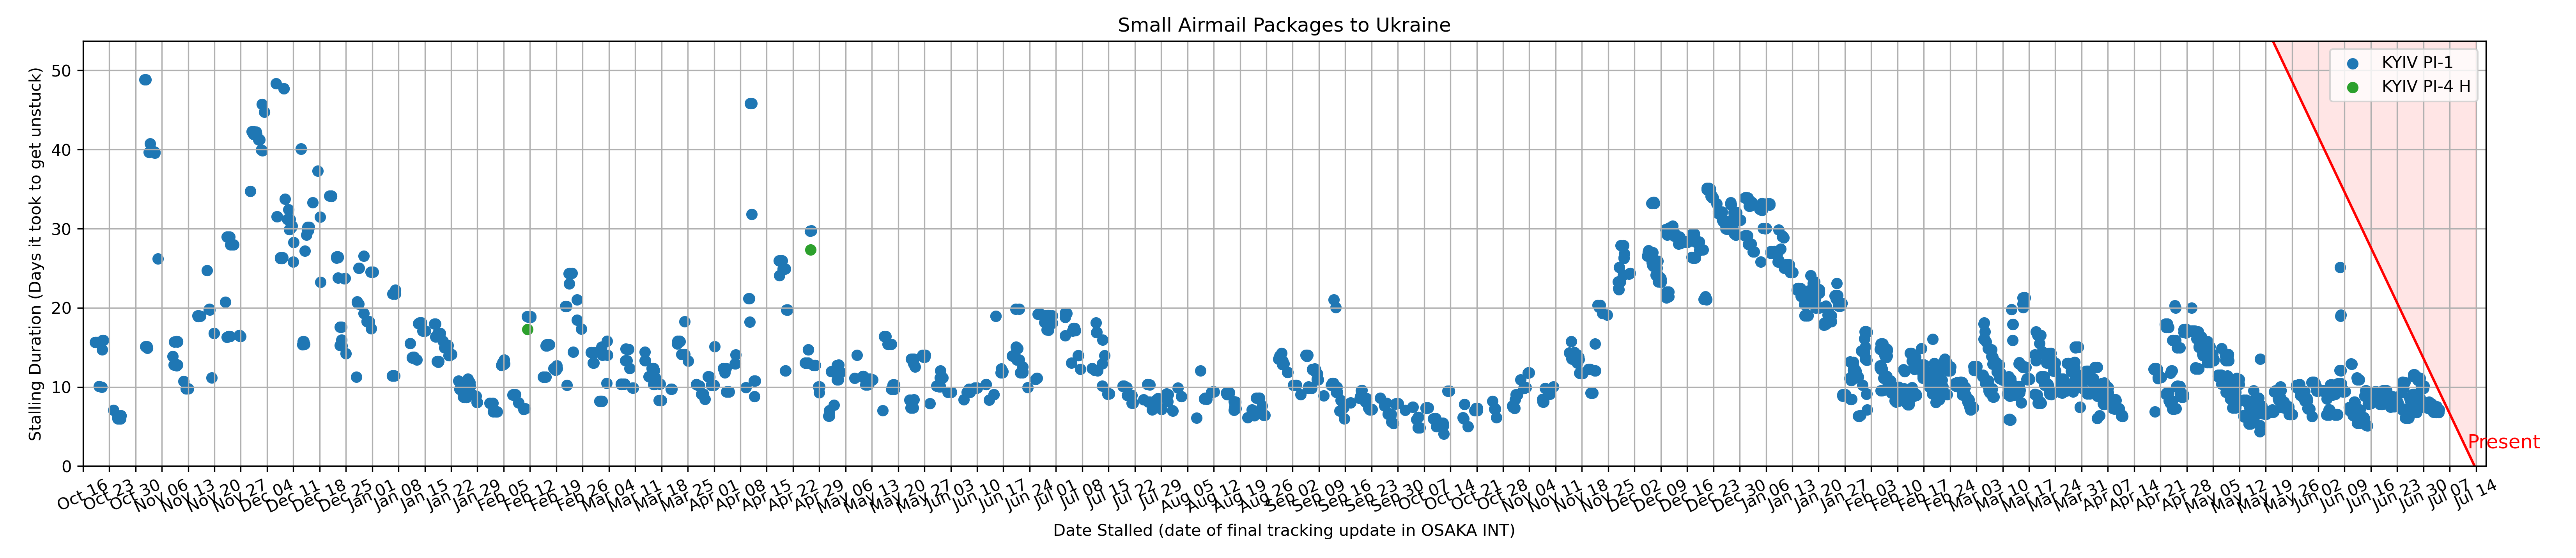 Small Airmail Packages to Ukraine
Stalling Duration (Days it took to get unstuck)
50
40
30
20
10
0
KYIV PI-1
KYIV PI-4 H
Present
Oct 16
Oct 23
Oct 30
Nov 06
Nov 13
Nov 20
Nov 27
Dec 04
Dec 11
Dec 18
Dec 25
Jan 01
Jan 08
Jan 15
Jan 22
Jan 29
Feb 05
Feb 12
Feb 19
Feb 26
Mar 04
Mar 11
Mar 18
Mar 25
Apr 01
Apr 08
Apr 15
Apr 22
Apr 29
May 06
May 13
May 20
May 27
Jun 03
Jun 10
Jun 17
Jun 24
Jul 01
Jul 08
Jul 15
Jul 22
Jul 29
Aug 05
Aug 12
Aug 19
Aug 26
Sep 02
Sep 09
Sep 16
Sep 23
Sep 30
Oct 07
Oct 14
Oct 21
Oct 28
Nov 04
Nov 11
Nov 18
Nov 25
Dec 02
Dec 09
Dec 16
Dec 23
Dec 30
Jan 06
Jan 13
Jan 20
Jan 27
Feb 03
Feb 10
Feb 17
Feb 24
Mar 03
Mar 10
Mar 17
Mar 24
Mar 31
Apr 07
Apr 14
Apr 21
Apr 28
May 05
May 12
May 19
May 26
Jun 02
Jun 09
Jun 16
Jun 23
Jun 30
Jul 07
Jul 14
Date Stalled (date of final tracking update in OSAKA INT)